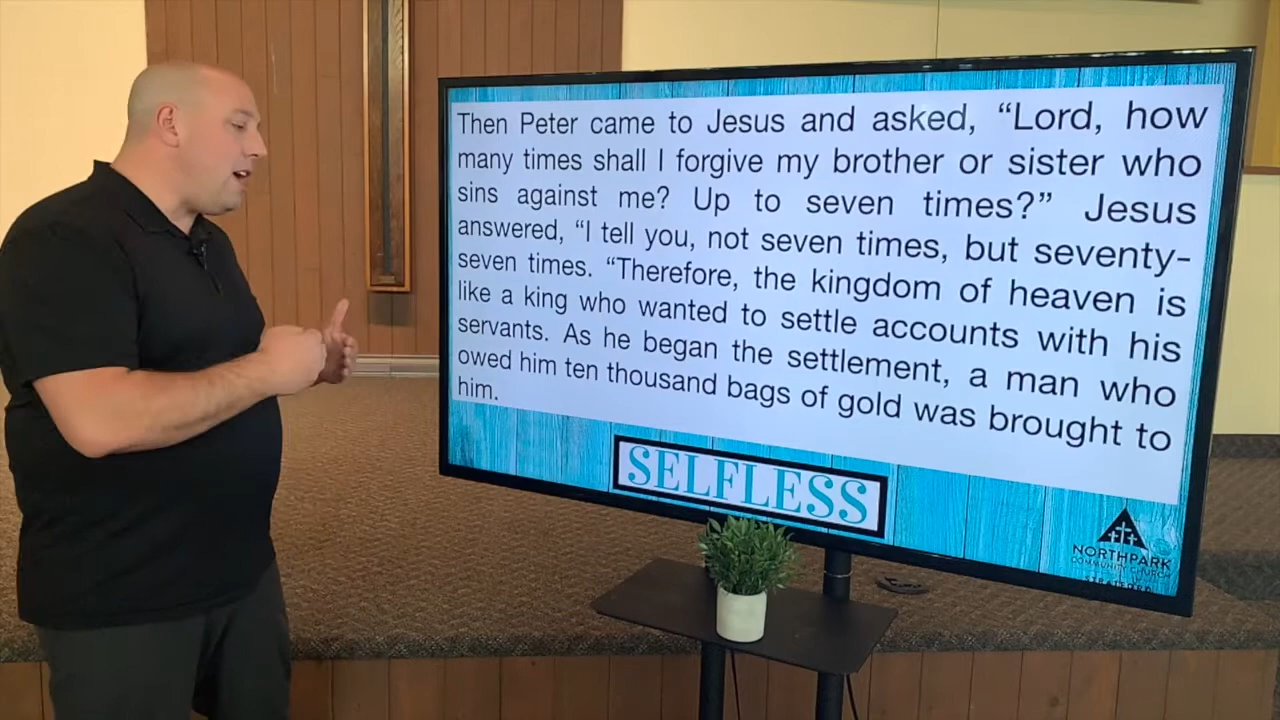 Then Peter came to Jesus and asked, “Lord, how
many times shall I forgive my brother or sister who
sins against me? Up to seven times?” Jesus
answered, “I tell you, not seven times, but seventy-
seven times. “Therefore, the kingdom of heaven is
like a king who wanted to settle accounts with his
servants. As he began the settlement, a man who
owed him ten thousand bags of gold was brought to
him.
SELFLESS
NORTHPARK
COMMUNITY CHURCH
STRATFORD